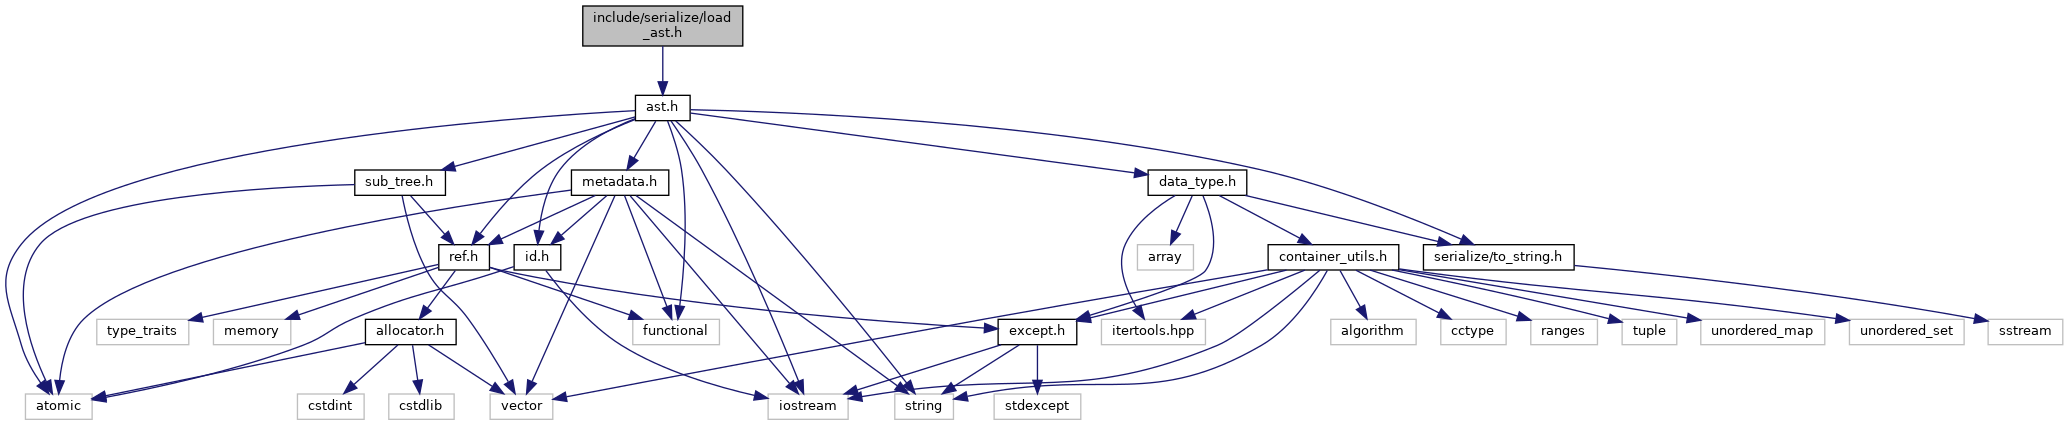 include/serialize/load
_ast.h
ast.h
sub_tree.h
metadata.h
data_type.h
ref.h
id.h
array
container_utils.h
serialize/to_string.h
type_traits
memory
allocator.h
functional
except.h
itertools.hpp
algorithm
cctype
ranges
tuple
unordered_map
unordered_set
sstream
atomic
cstdint
cstdlib
vector
iostream
string
stdexcept